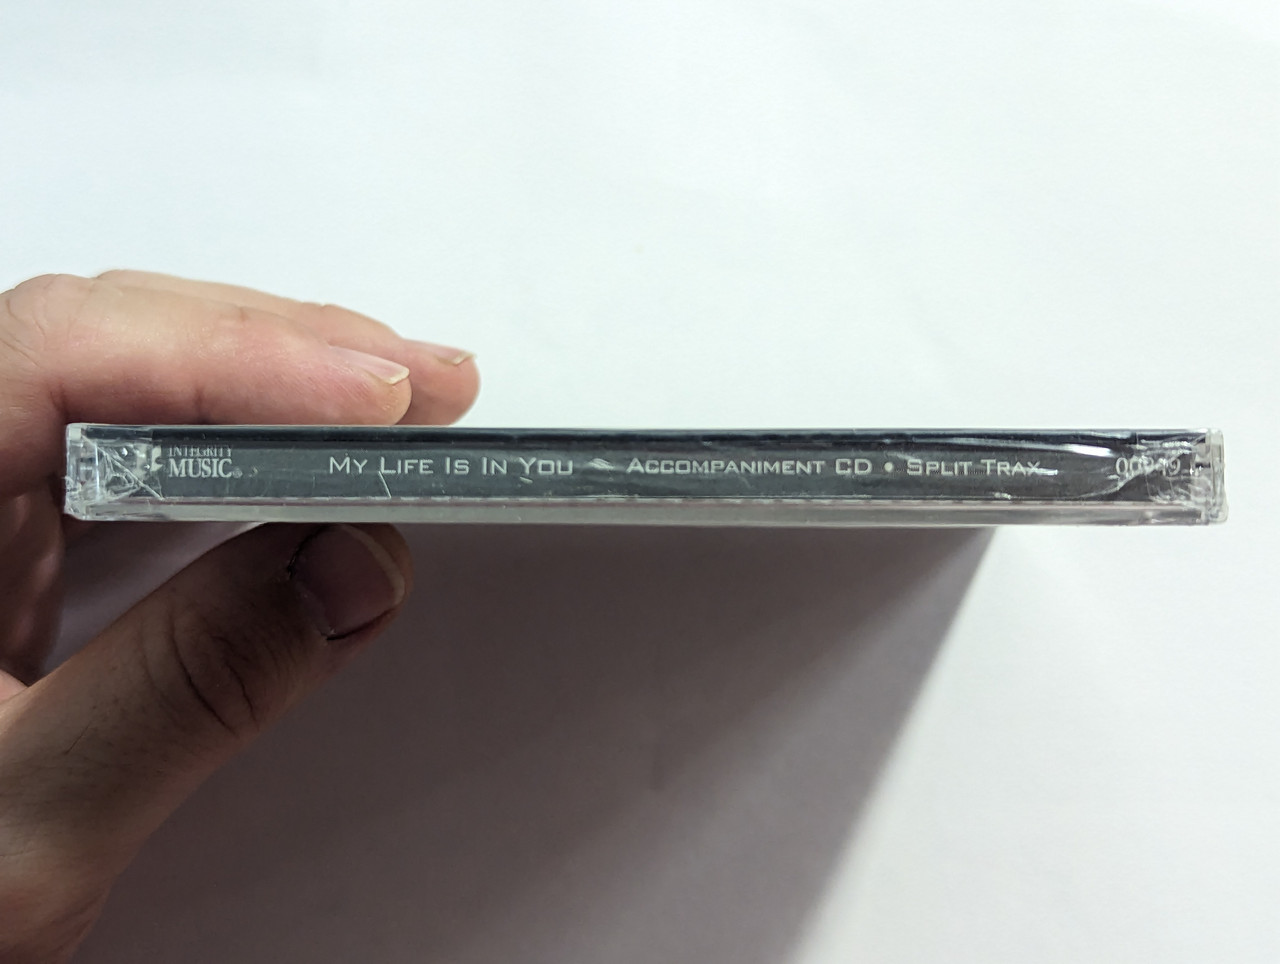 INTEGRITY
MUSIC®
MY LIFE IS IN YOU ACCOMPANIMENT CD • SPLIT TRAX